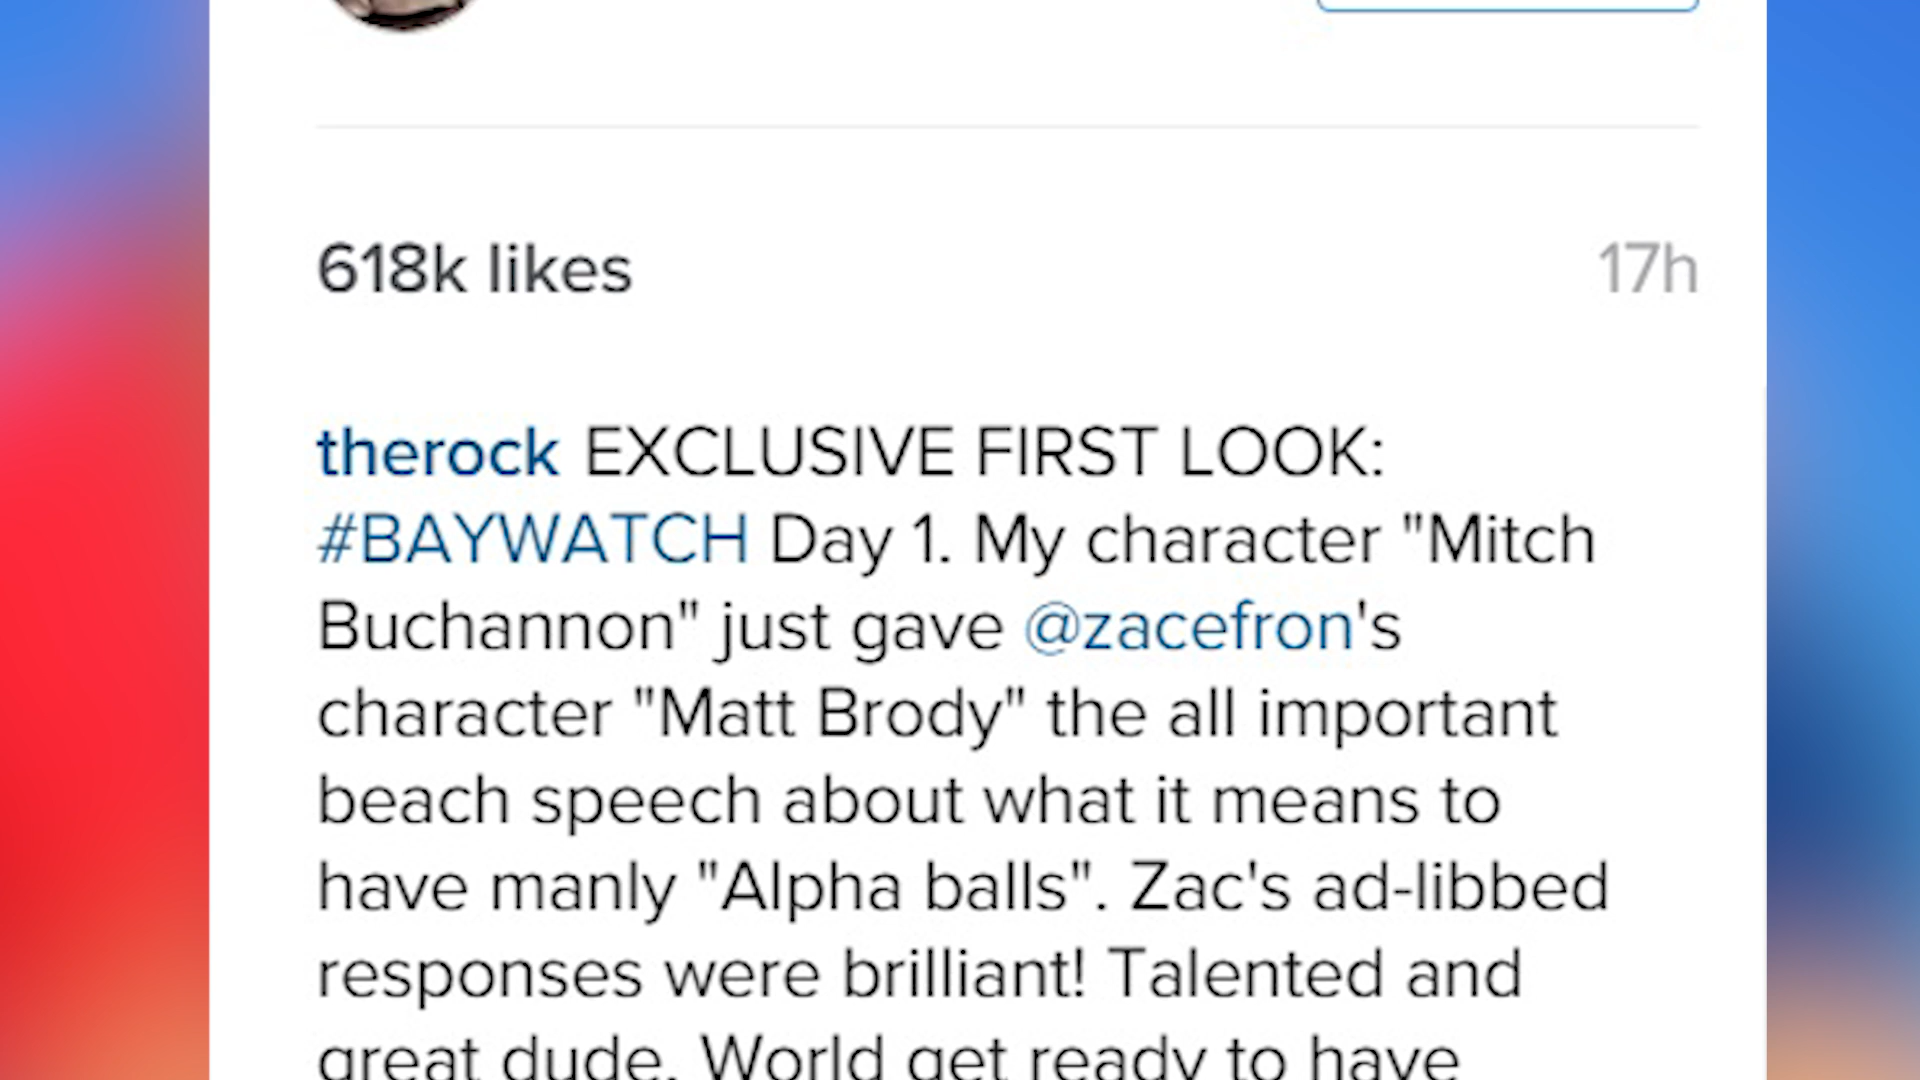 618k likes 17h
therock EXCLUSIVE FIRST LOOK:
#BAYWATCH Day 1. My character "Mitch
Buchannon" just gave @zacefron's
character "Matt Brody" the all important
beach speech about what it means to
have manly "Alpha balls". Zac's ad-libbed
responses were brilliant! Talented and
great dude. World get ready to have